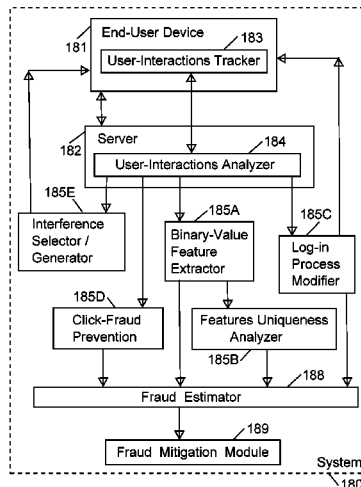 End-User Device
181
183
User-Interactions Tracker
Server
182
184
User-Interactions Analyzer
185E
Interference
Selector /
Generator
185A
Binary-Value
Feature
Extractor
185C
Log-in
Process
Modifier
185D
Click-Fraud
Prevention
Features Uniqueness
Analyzer
185B
188
Fraud Estimator
189
Fraud Mitigation Module
System
180